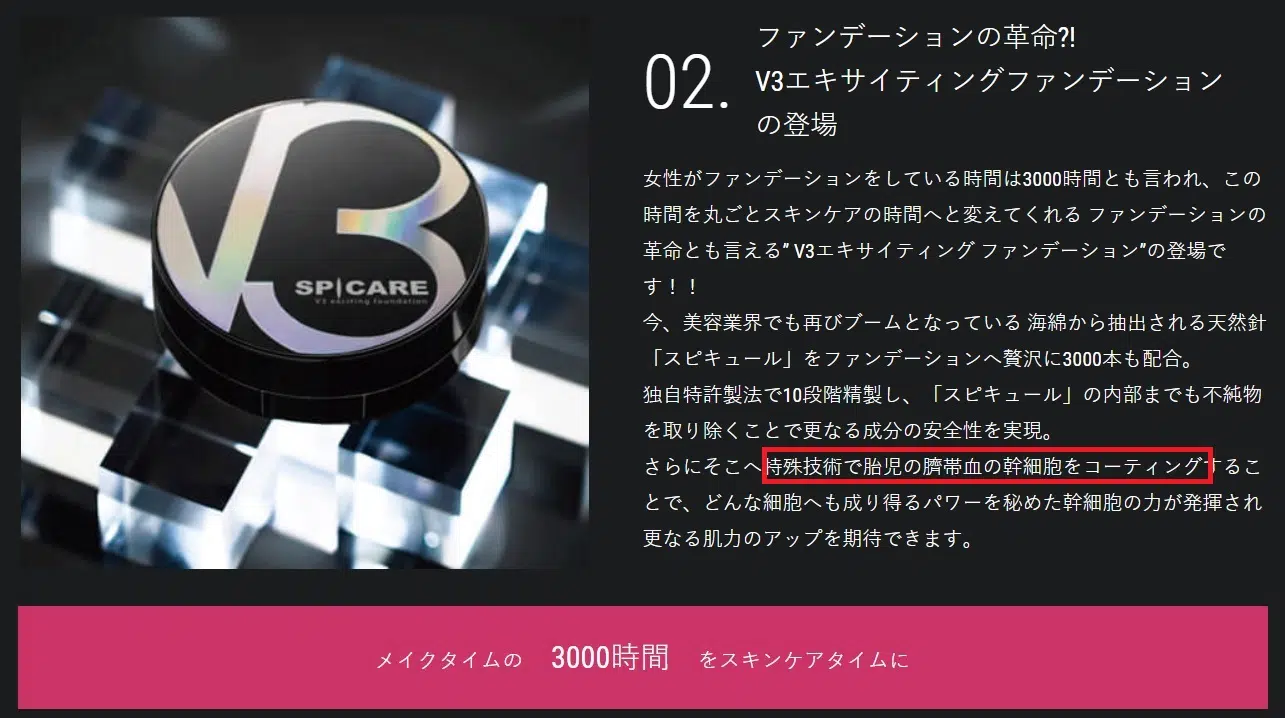 V3
SPICARE
V3 exciting foundation
02.
ファンデーションの革命?!
V3エキサイティングファンデーション
の登場
女性がファンデーションをしている時間は3000時間とも言われ、この
時間を丸ごとスキンケアの時間へと変えてくれる ファンデーションの
革命とも言える” V3エキサイティング ファンデーション”の登場で
す！！
今、美容業界でも再びブームとなっている 海綿から抽出される天然針
「スピキュール」をファンデーションへ贅沢に3000本も配合。
独自特許製法で10段階精製し、「スピキュール」の内部までも不純物
を取り除くことで更なる成分の安全性を実現。
さらにそこへ特殊技術で胎児の臍帯血の幹細胞をコーティングするこ
とで、どんな細胞へも成り得るパワーを秘めた幹細胞の力が発揮され
更なる肌力のアップを期待できます。
メイクタイムの 3000時間 をスキンケアタイムに